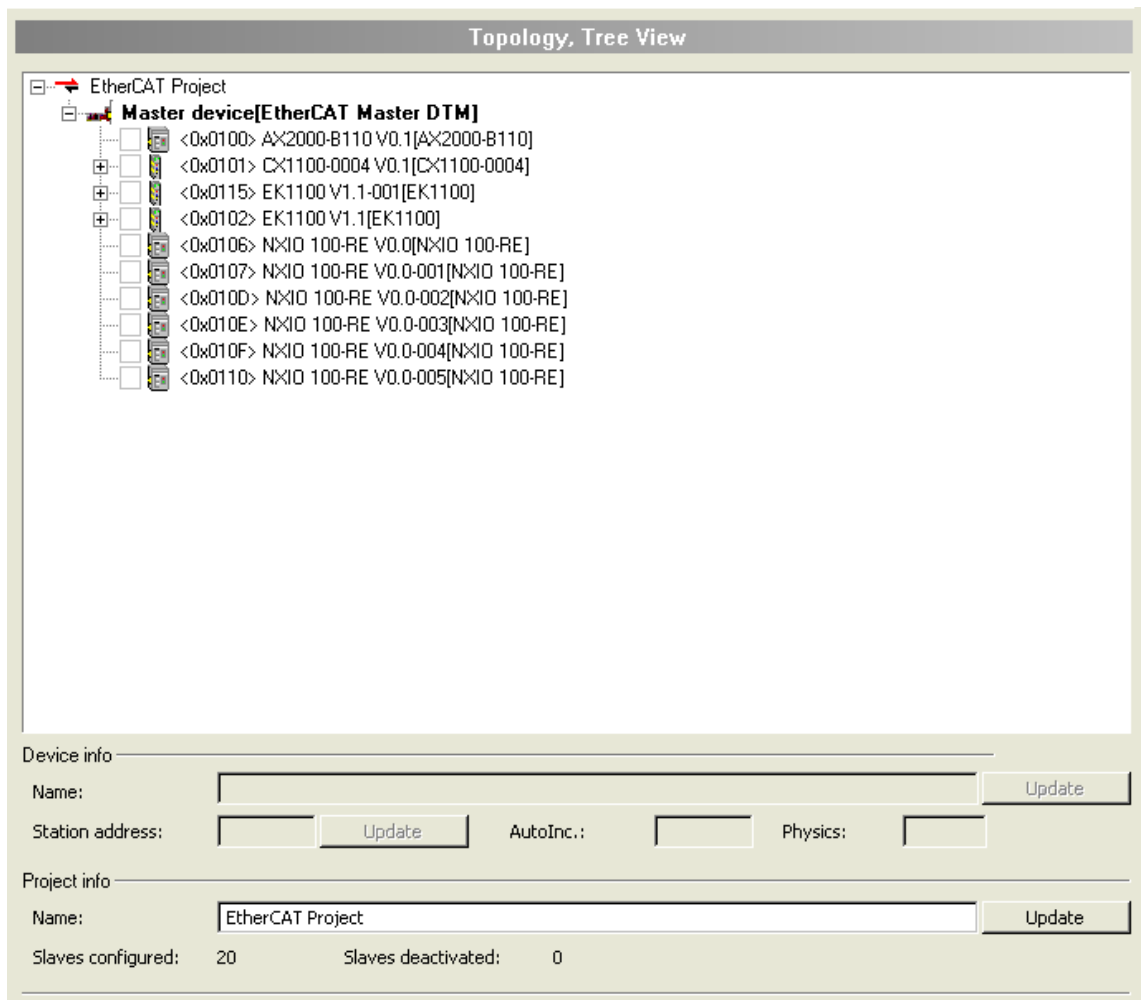 Topology, Tree View
EtherCAT Project
Master device[EtherCAT Master DTM]
<0x0100> AX2000-B110 V0.1[AX2000-B110]
<0x0101> CX1100-0004 V0.1[CX1100-0004]
<0x0115> EK1100 V1.1-001[EK1100]
<0x0102> EK1100 V1.1[EK1100]
<0x0106> NXIO 100-RE V0.0[NXIO 100-RE]
<0x0107> NXIO 100-RE V0.0-001[NXIO 100-RE]
<0x010D> NXIO 100-RE V0.0-002[NXIO 100-RE]
<0x010E> NXIO 100-RE V0.0-003[NXIO 100-RE]
<0x010F> NXIO 100-RE V0.0-004[NXIO 100-RE]
<0x0110> NXIO 100-RE V0.0-005[NXIO 100-RE]
Device info
Name: Update
Station address: Update AutoInc.: Physics:
Project info
Name: EtherCAT Project Update
Slaves configured: 20 Slaves deactivated: 0